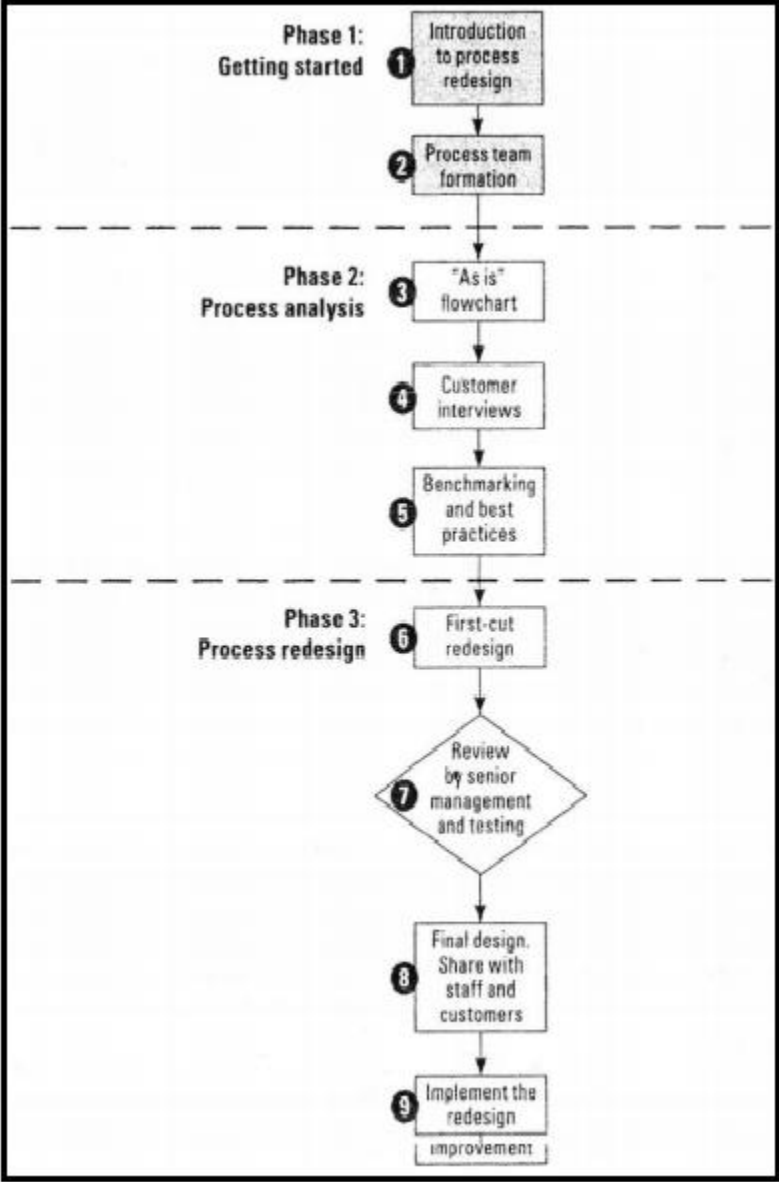 Phase 1:
Getting started
1
Introduction
to process
redesign
2
Process team
formation
Phase 2:
Process analysis
3
"As is"
flowchart
4
Customer
interviews
5
Benchmarking
and best
practices
Phase 3:
Process redesign
6
First-cut
redesign
7
Review
by senior
management
and testing
8
Final design.
Share with
staff and
customers
9
Implement the
redesign
improvement